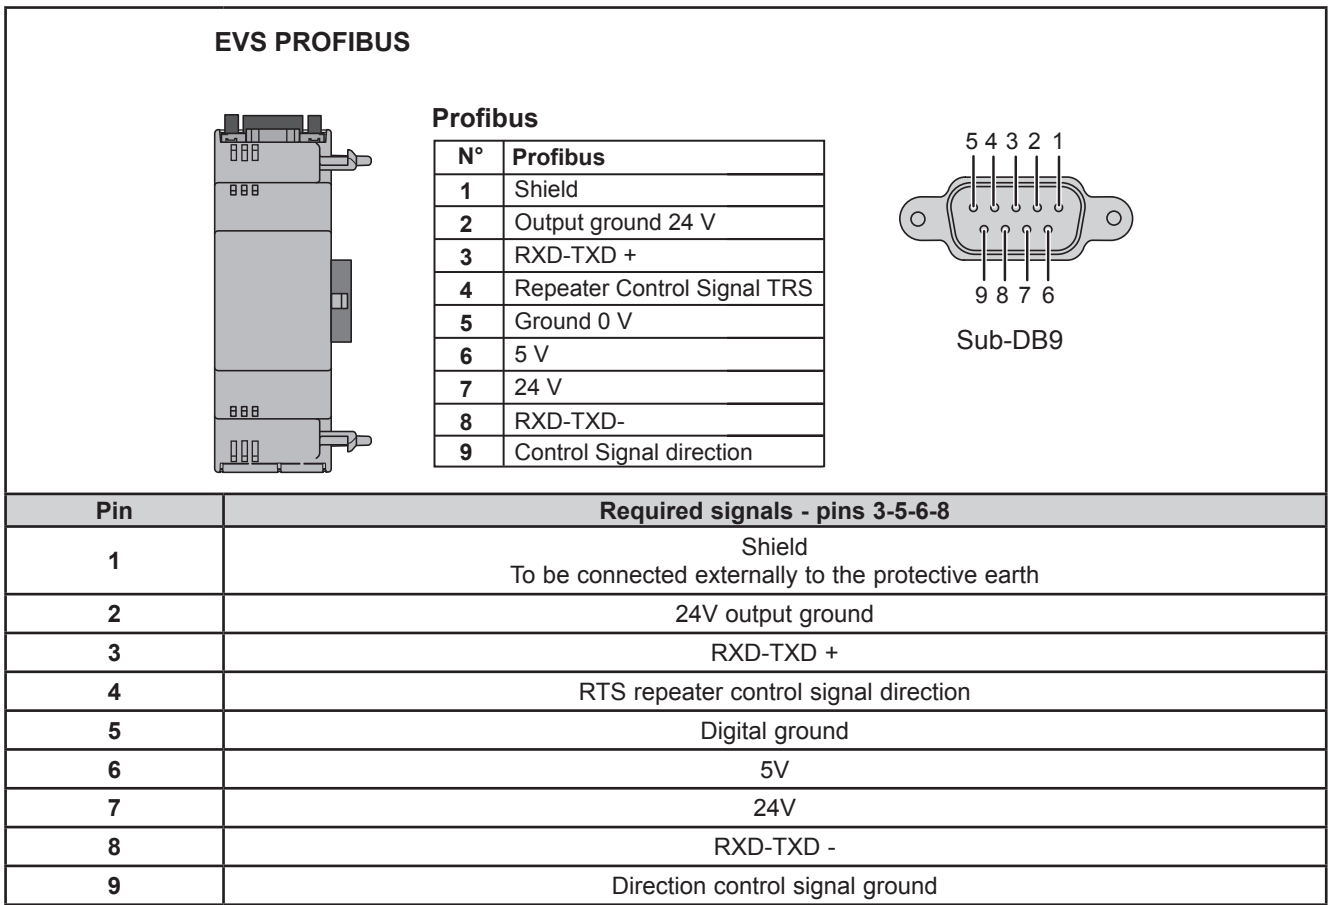 EVS PROFIBUS
Profibus
N° Profibus
1 Shield
2 Output ground 24 V
3 RXD-TXD +
4 Repeater Control Signal TRS
5 Ground 0 V
6 5 V
7 24 V
8 RXD-TXD-
9 Control Signal direction
5 4 3 2 1
9 8 7 6
Sub-DB9
Pin Required signals - pins 3-5-6-8
1 Shield
To be connected externally to the protective earth
2 24V output ground
3 RXD-TXD +
4 RTS repeater control signal direction
5 Digital ground
6 5V
7 24V
8 RXD-TXD -
9 Direction control signal ground